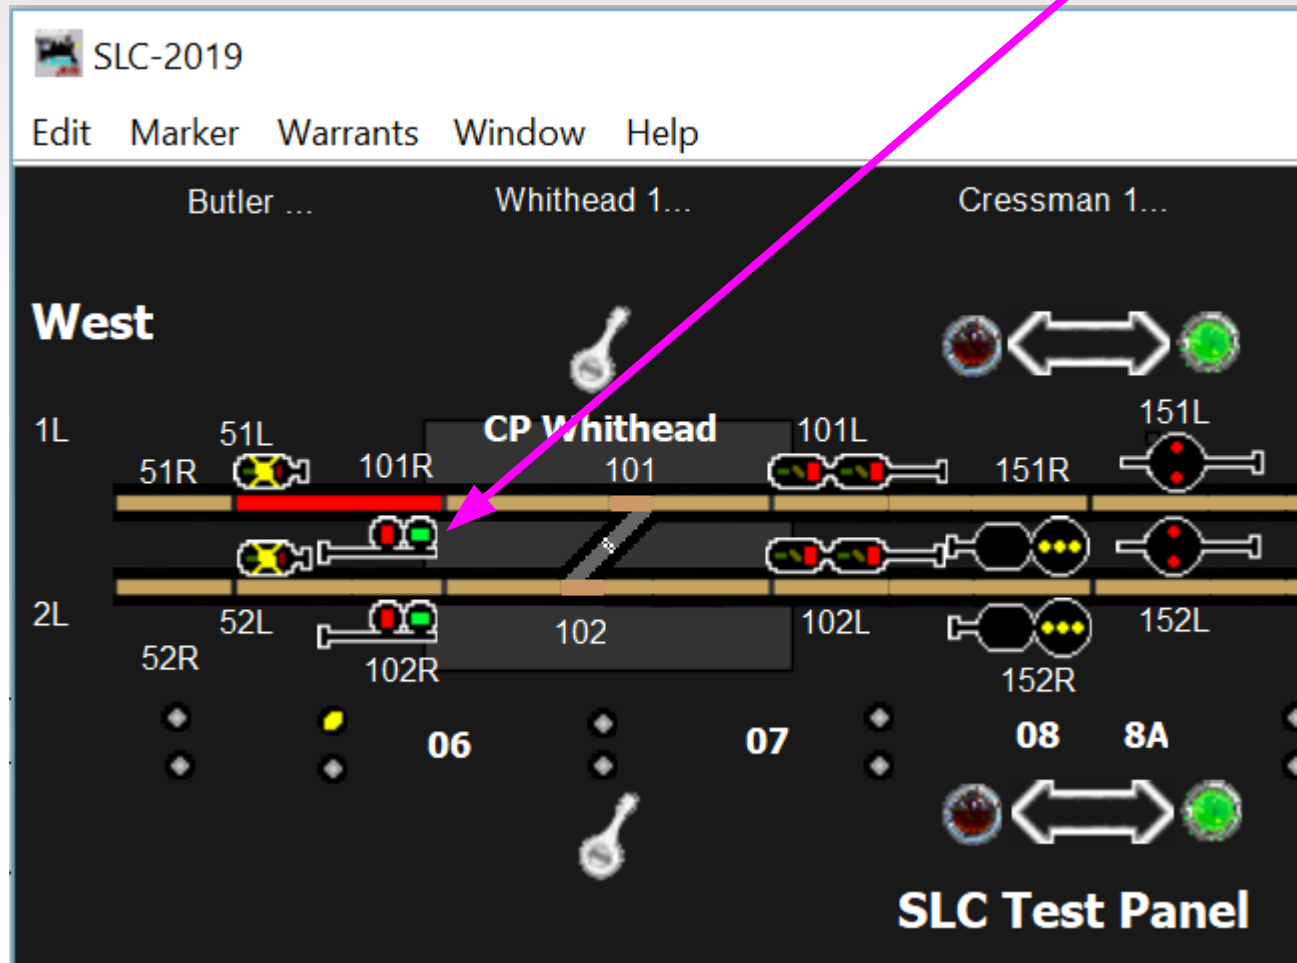 SLC-2019
Edit Marker Warrants Window Help
Butler ... Whithead 1... Cressman 1...
West
CP Whithead
151L
1L 51L 101L
51R 101R 101 151R
2L 52L 102 102L 152L
52R 102R 152R
06 07 08 8A
SLC Test Panel